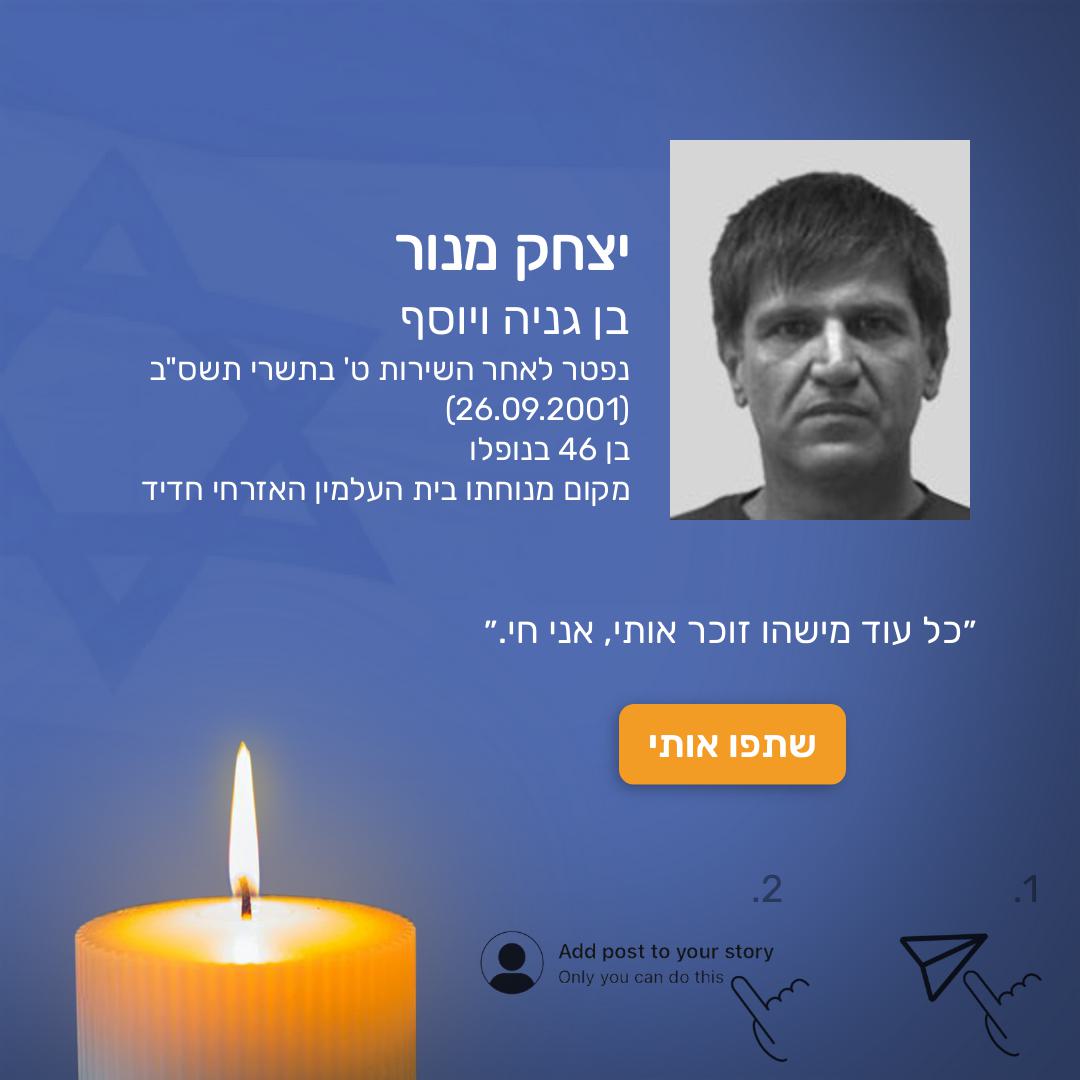 יצחק מנור
בן גניה ויוסף
נפטר לאחר השירות ט' בתשרי תשס"ב
(26.09.2001)
בן 46 בנופלו
מקום מנוחתו בית העלמין האזרחי חדיד
״כל עוד מישהו זוכר אותי, אני חי.״
שתפו אותי
1.
2.
Add post to your story
Only you can do this